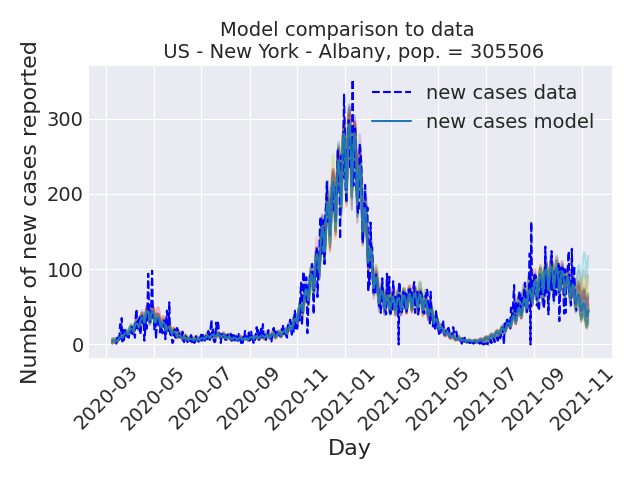 Model comparison to data
US - New York - Albany, pop. = 305506
Number of new cases reported
300
200
100
0
new cases data
new cases model
2020-03
2020-05
2020-07
2020-09
2020-11
2021-01
2021-03
2021-05
2021-07
2021-09
2021-11
Day